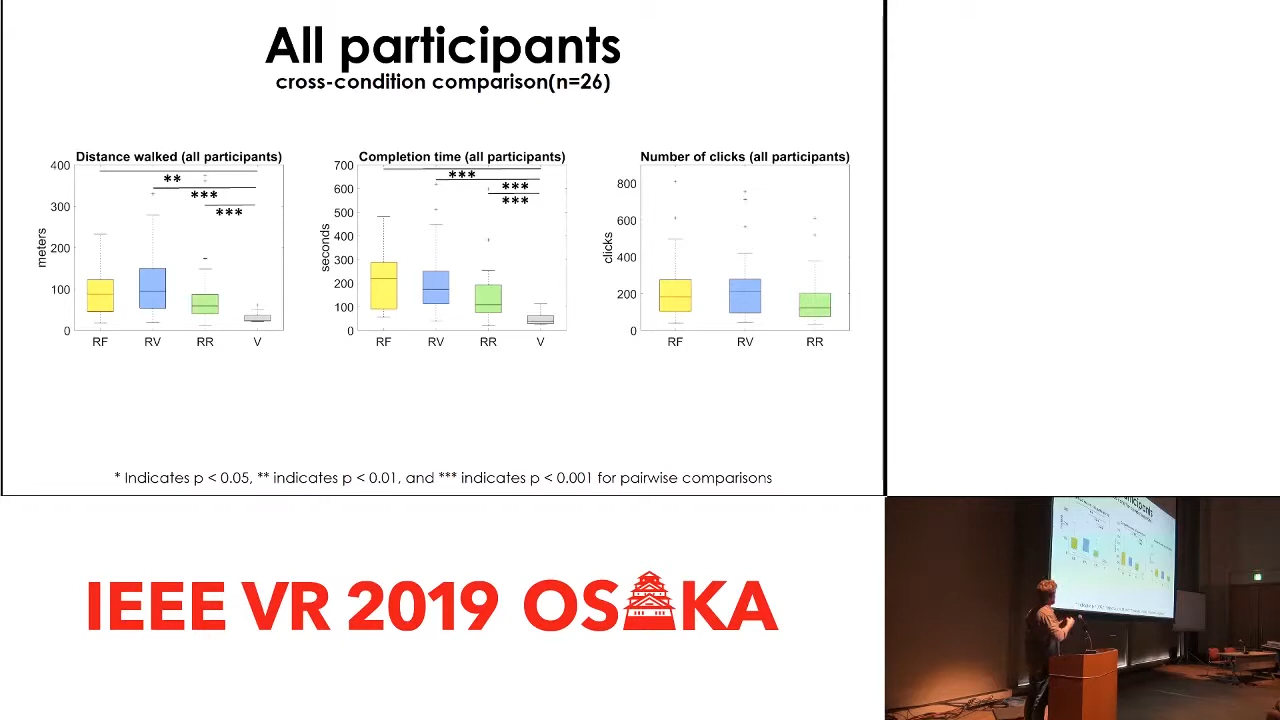 All participants
cross-condition comparison(n=26)
Distance walked (all participants)
400
300
200
100
0
meters
**
***
***
RF
RV
RR
V
Completion time (all participants)
700
600
500
400
300
200
100
0
seconds
***
***
***
RF
RV
RR
V
Number of clicks (all participants)
800
600
400
200
0
clicks
RF
RV
RR
* Indicates p < 0.05, ** indicates p < 0.01, and *** indicates p < 0.001 for pairwise comparisons
IEEE VR 2019 OSAKA